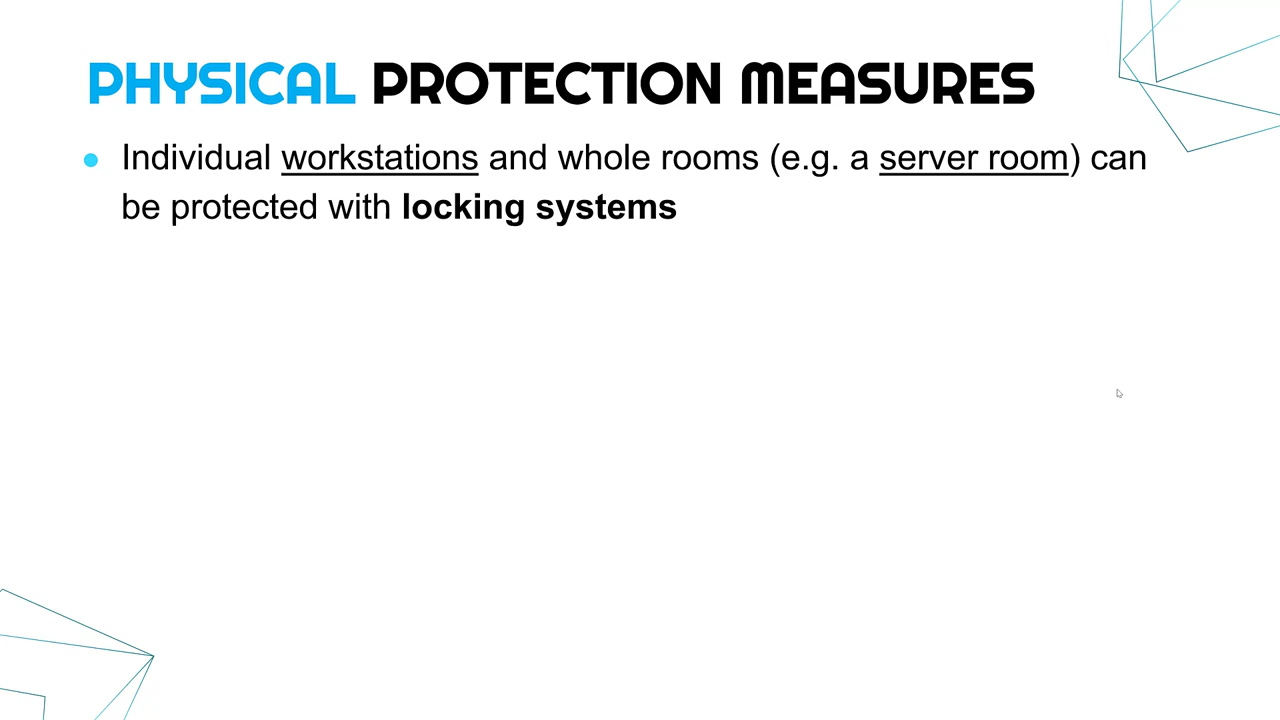 PHYSICAL PROTECTION MEASURES
Individual workstations and whole rooms (e.g. a server room) can
be protected with locking systems